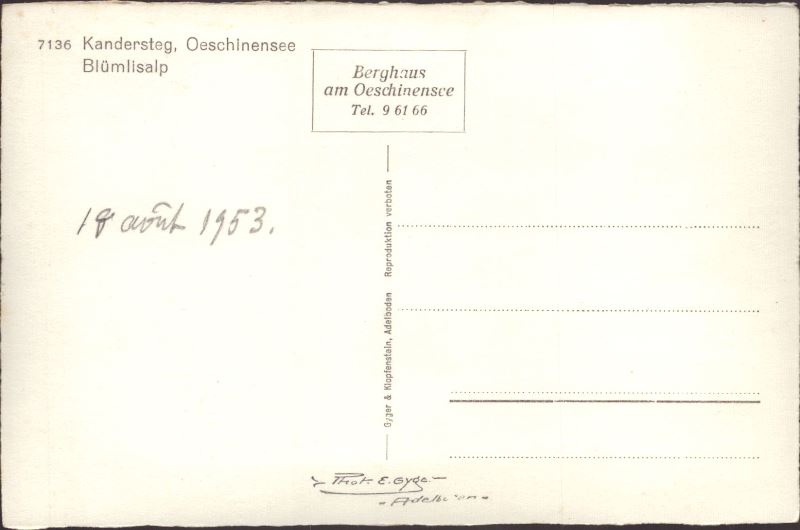 7136 Kandersteg, Oeschinensee
Blümlisalp
Berghaus
am Oeschinensee
Tel. 9 61 66
18 août 1953.
Gyger & Klopfenstein, Adelboden Reproduktion verboten
Phot. E. Gyger
Adelboden